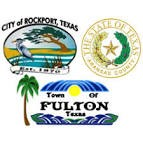 CITY of ROCKPORT, TEXAS
Est. 1870
THE STATE OF TEXAS
ARANSAS COUNTY
Town Of
FULTON
Texas